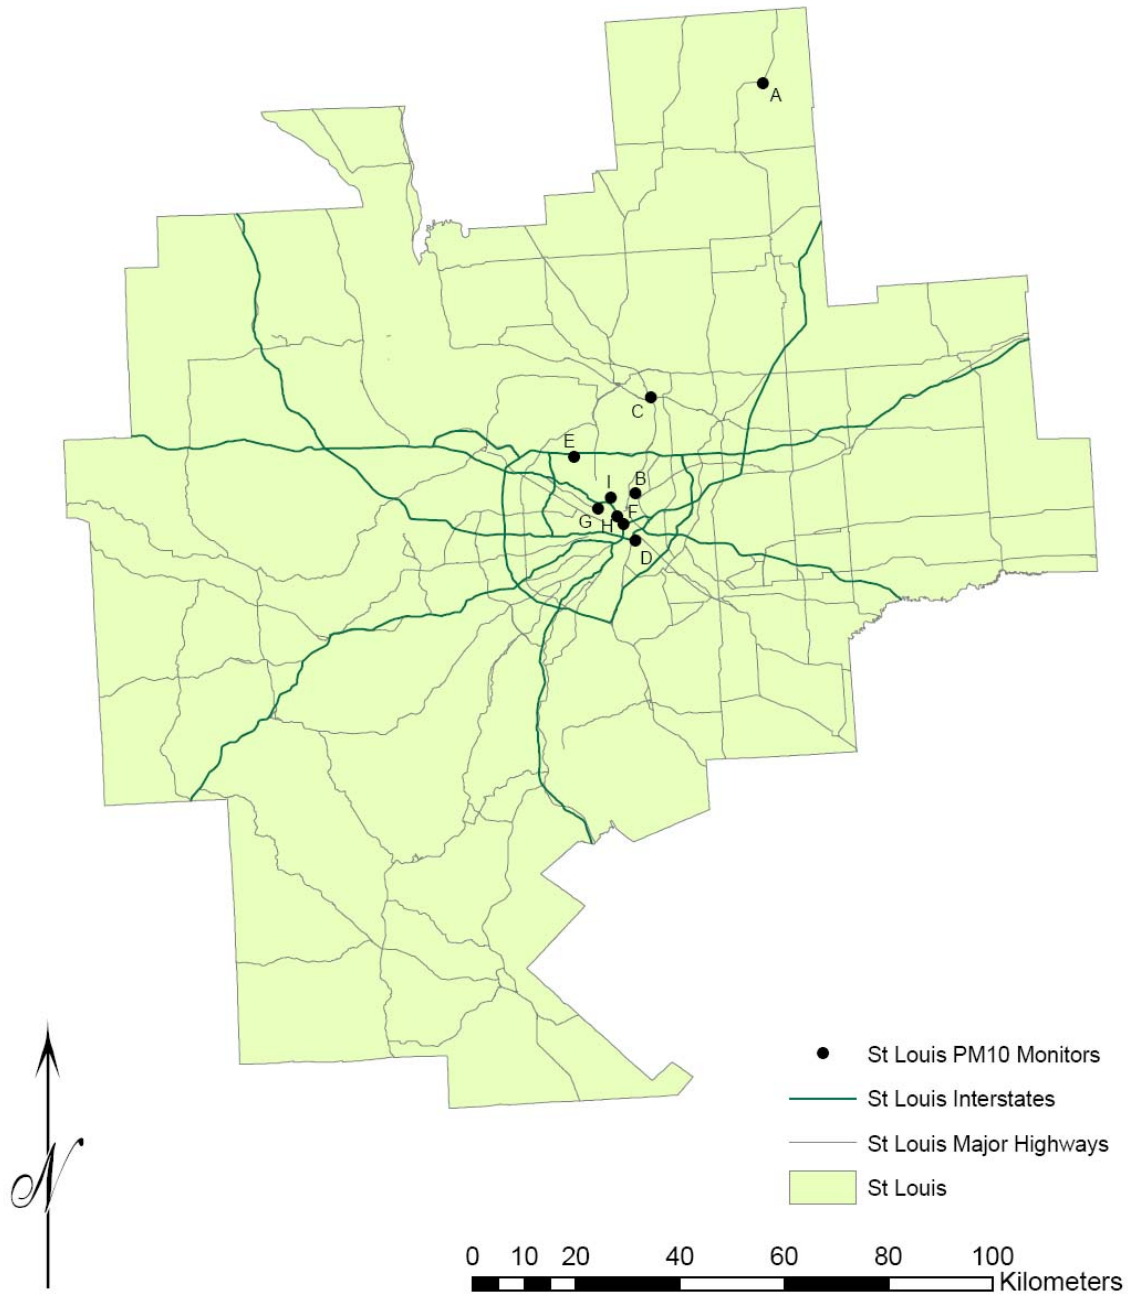 A
C
E
I
B
G
H
F
D
St Louis PM10 Monitors
St Louis Interstates
St Louis Major Highways
St Louis
N
0 10 20 40 60 80 100
Kilometers